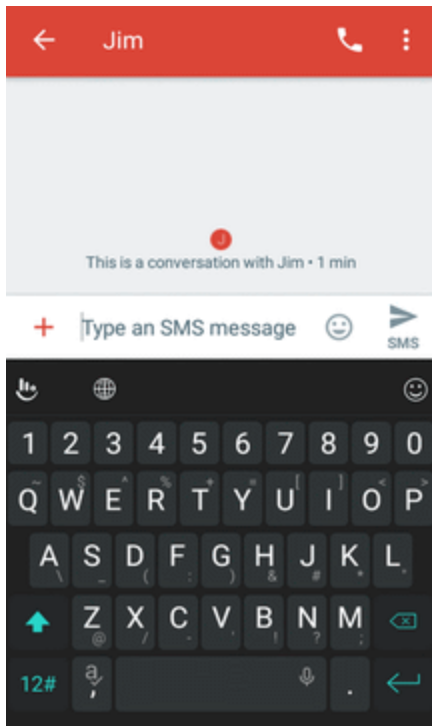 Jim
J
This is a conversation with Jim • 1 min
Type an SMS message
SMS
1 2 3 4 5 6 7 8 9 0
~ $ ^ % + = [ ] < >
Q W E R T Y U I O P
A S D F G H J K L
\ _ ( : ) & # * "
Z X C V B N M
@ / - ' ! ? ;
12# a , .